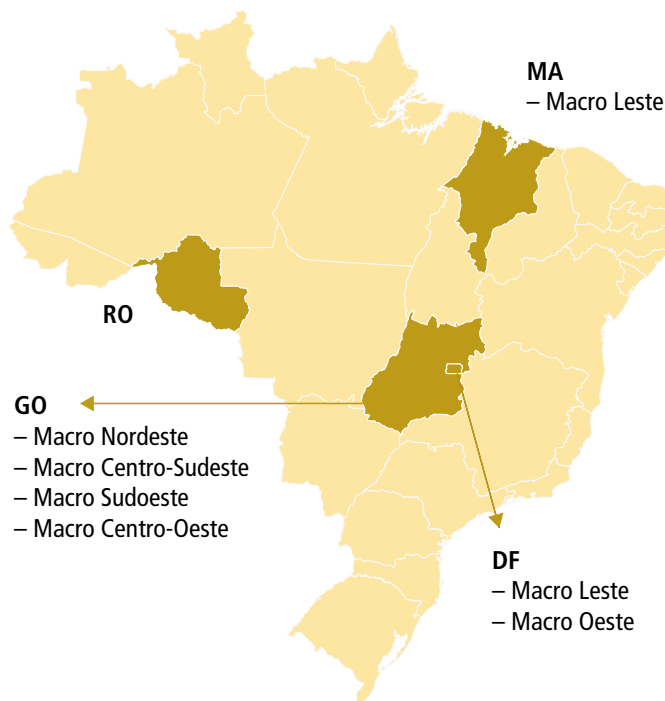 MA
– Macro Leste
RO
GO
– Macro Nordeste
– Macro Centro-Sudeste
– Macro Sudoeste
– Macro Centro-Oeste
DF
– Macro Leste
– Macro Oeste